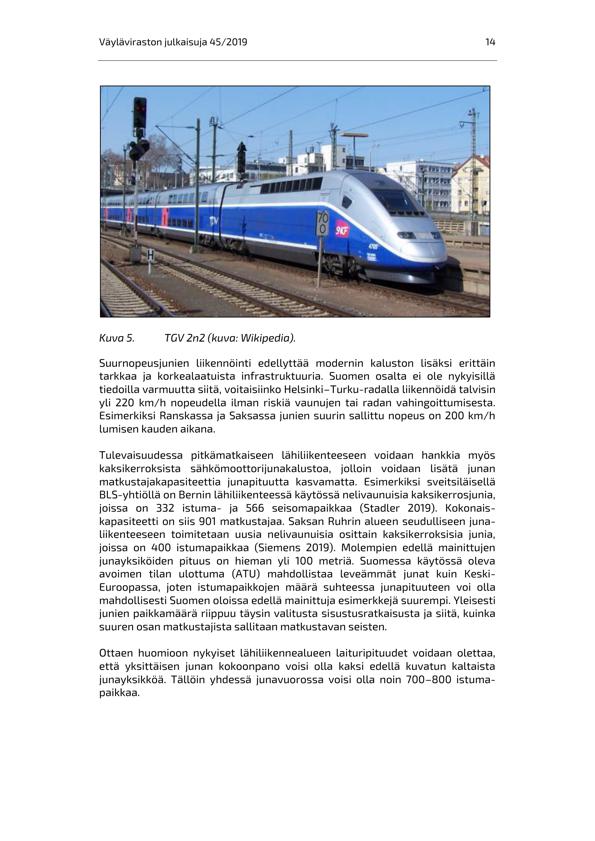 Väyläviraston julkaisuja 45/2019 14
70
0
TGV
SNCF
H
Kuva 5. TGV 2n2 (kuva: Wikipedia).
Suurnopeusjunien liikennöinti edellyttää modernin kaluston lisäksi erittäin
tarkkaa ja korkealaatuista infrastruktuuria. Suomen osalta ei ole nykyisillä
tiedoilla varmuutta siitä, voitaisiinko Helsinki–Turku-radalla liikennöidä talvisin
yli 220 km/h nopeudella ilman riskiä vaunujen tai radan vahingoittumisesta.
Esimerkiksi Ranskassa ja Saksassa junien suurin sallittu nopeus on 200 km/h
lumisen kauden aikana.
Tulevaisuudessa pitkämatkaiseen lähiliikenteeseen voidaan hankkia myös
kaksikerroksista sähkömoottorijunakalustoa, jolloin voidaan lisätä junan
matkustajakapasiteettia junapituutta kasvamatta. Esimerkiksi sveitsiläisellä
BLS-yhtiöllä on Bernin lähiliikenteessä käytössä nelivaunuisia kaksikerrosjunia,
joissa on 332 istuma- ja 566 seisomapaikkaa (Stadler 2019). Kokonais-
kapasiteetti on siis 901 matkustajaa. Saksan Ruhrin alueen seudulliseen juna-
liikenteeseen toimitetaan uusia nelivaunuisia osittain kaksikerroksisia junia,
joissa on 400 istumapaikkaa (Siemens 2019). Molempien edellä mainittujen
junayksiköiden pituus on hieman yli 100 metriä. Suomessa käytössä oleva
avoimen tilan ulottuma (ATU) mahdollistaa leveämmät junat kuin Keski-
Euroopassa, joten istumapaikkojen määrä suhteessa junapituuteen voi olla
mahdollisesti Suomen oloissa edellä mainittuja esimerkkejä suurempi. Yleisesti
junien paikkamäärä riippuu täysin valitusta sisustusratkaisusta ja siitä, kuinka
suuren osan matkustajista sallitaan matkustavan seisten.
Ottaen huomioon nykyiset lähiliikennealueen laituripituudet voidaan olettaa,
että yksittäisen junan kokoonpano voisi olla kaksi edellä kuvatun kaltaista
junayksikköä. Tällöin yhdessä junavuorossa voisi olla noin 700–800 istuma-
paikkaa.